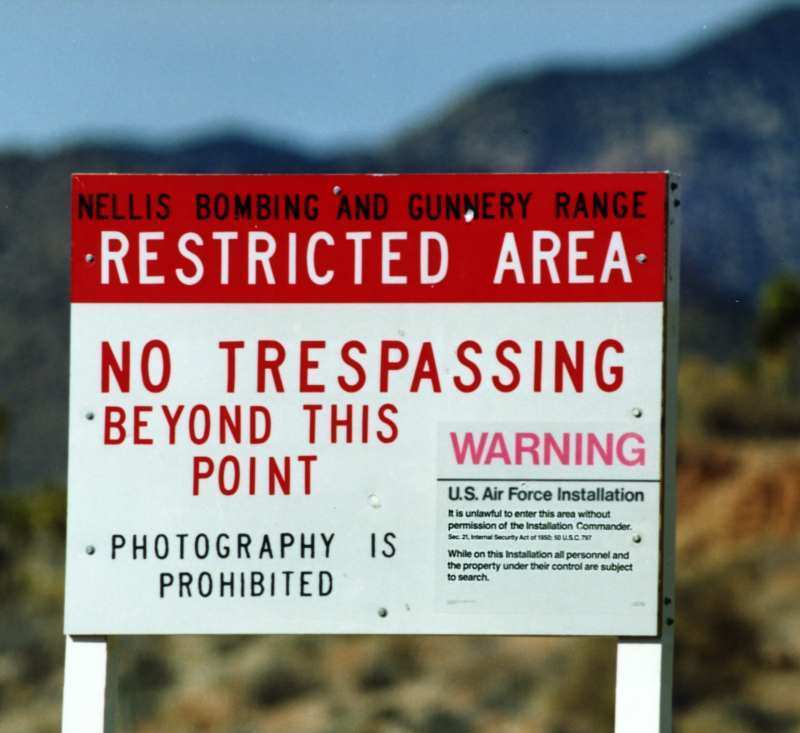 NELLIS BOMBING AND GUNNERY RANGE
RESTRICTED AREA
NO TRESPASSING
BEYOND THIS
POINT
PHOTOGRAPHY IS
PROHIBITED
WARNING
U.S. Air Force Installation
It is unlawful to enter this area without
permission of the Installation Commander.
Sec. 21, Internal Security Act of 1950; 50 U.S.C. 797
While on this Installation all personnel and
the property under their control are subject
to search.